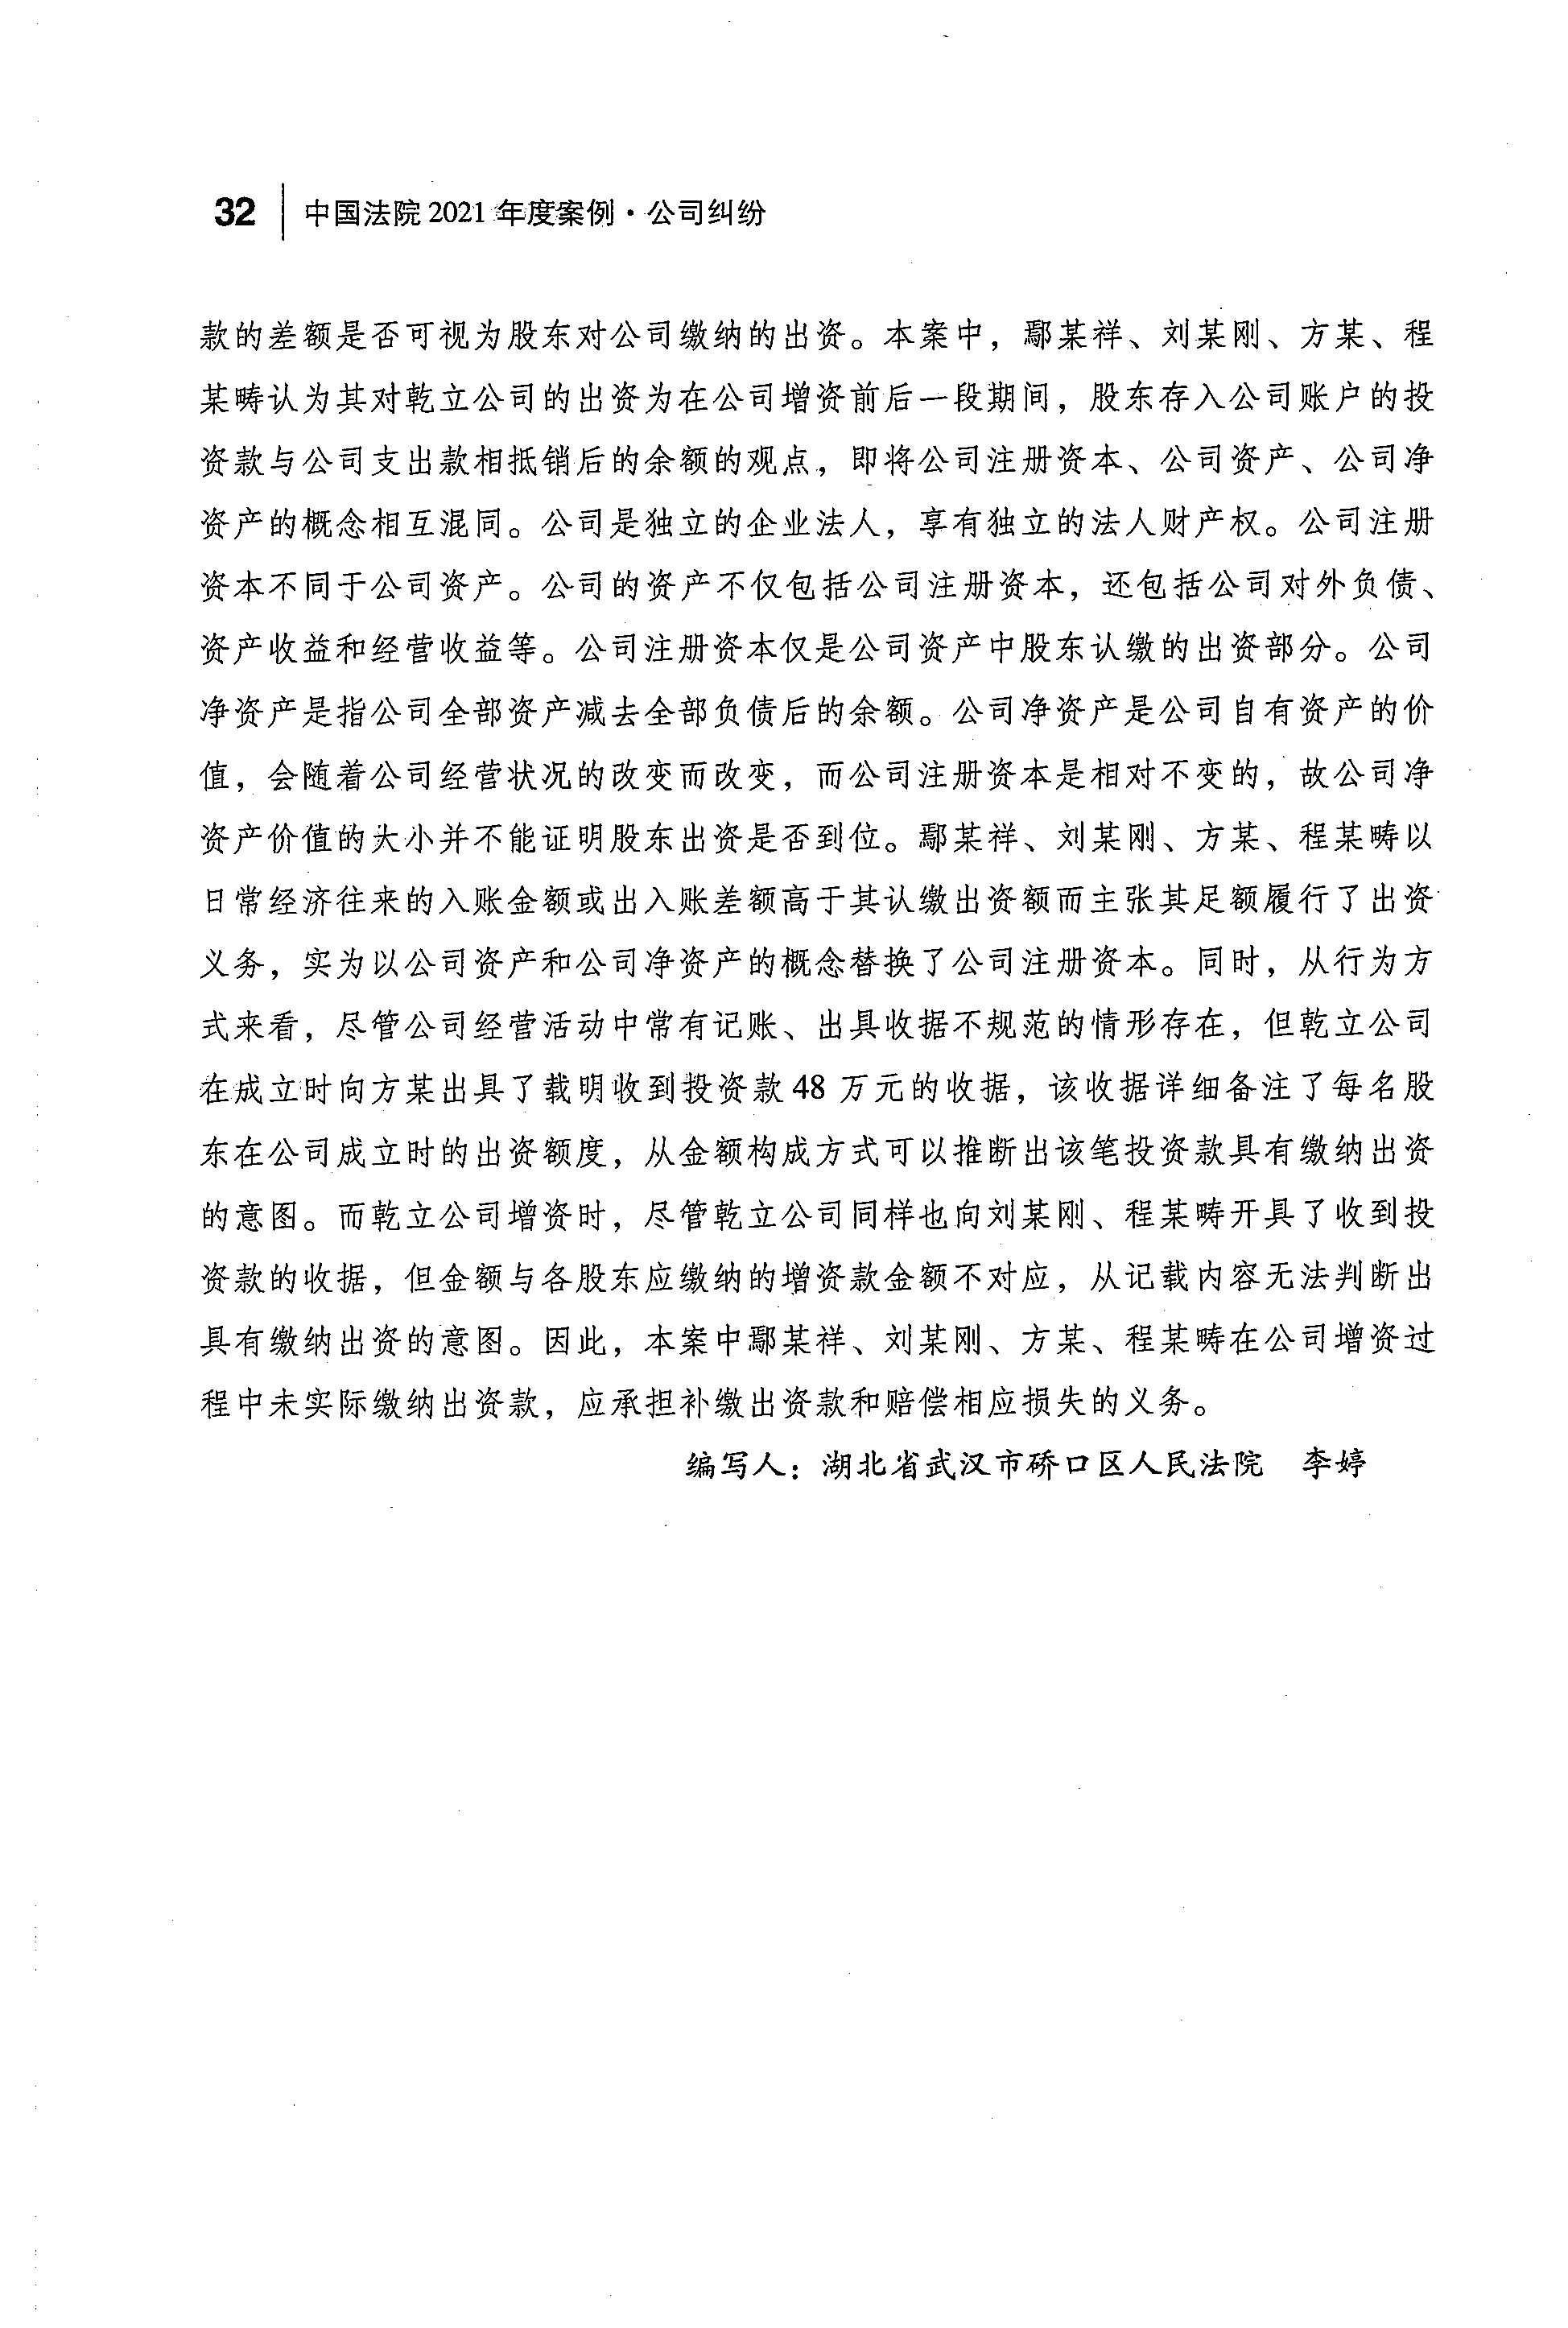 32 中国法院2021年度案例·公司纠纷
款的差额是否可视为股东对公司缴纳的出资。本案中，鄢某祥、刘某刚、方某、程
某畴认为其对乾立公司的出资为在公司增资前后一段期间，股东存入公司账户的投
资款与公司支出款相抵销后的余额的观点，即将公司注册资本、公司资产、公司净
资产的概念相互混同。公司是独立的企业法人，享有独立的法人财产权。公司注册
资本不同于公司资产。公司的资产不仅包括公司注册资本，还包括公司对外负债、
资产收益和经营收益等。公司注册资本仅是公司资产中股东认缴的出资部分。公司
净资产是指公司全部资产减去全部负债后的余额。公司净资产是公司自有资产的价
值，会随着公司经营状况的改变而改变，而公司注册资本是相对不变的，故公司净
资产价值的大小并不能证明股东出资是否到位。鄢某祥、刘某刚、方某、程某畴以
日常经济往来的入账金额或出入账差额高于其认缴出资额而主张其足额履行了出资
义务，实为以公司资产和公司净资产的概念替换了公司注册资本。同时，从行为方
式来看，尽管公司经营活动中常有记账、出具收据不规范的情形存在，但乾立公司
在成立时向方某出具了载明收到投资款48万元的收据，该收据详细备注了每名股
东在公司成立时的出资额度，从金额构成方式可以推断出该笔投资款具有缴纳出资
的意图。而乾立公司增资时，尽管乾立公司同样也向刘某刚、程某畴开具了收到投
资款的收据，但金额与各股东应缴纳的增资款金额不对应，从记载内容无法判断出
具有缴纳出资的意图。因此，本案中鄢某祥、刘某刚、方某、程某畴在公司增资过
程中未实际缴纳出资款，应承担补缴出资款和赔偿相应损失的义务。
编写人：湖北省武汉市硚口区人民法院 李婷